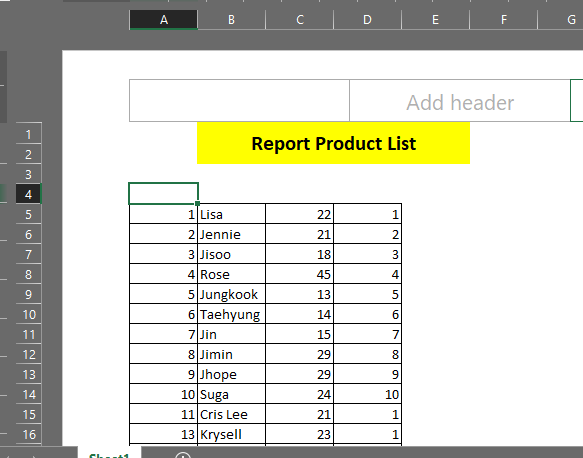 A B C D E F G
Add header
1
2 Report Product List
3
4
5 1 Lisa 22 1
6 2 Jennie 21 2
7 3 Jisoo 18 3
8 4 Rose 45 4
9 5 Jungkook 13 5
10 6 Taehyung 14 6
11 7 Jin 15 7
12 8 Jimin 29 8
13 9 Jhope 29 9
14 10 Suga 24 10
15 11 Cris Lee 21 1
16 13 Krysell 23 1
Sheet1